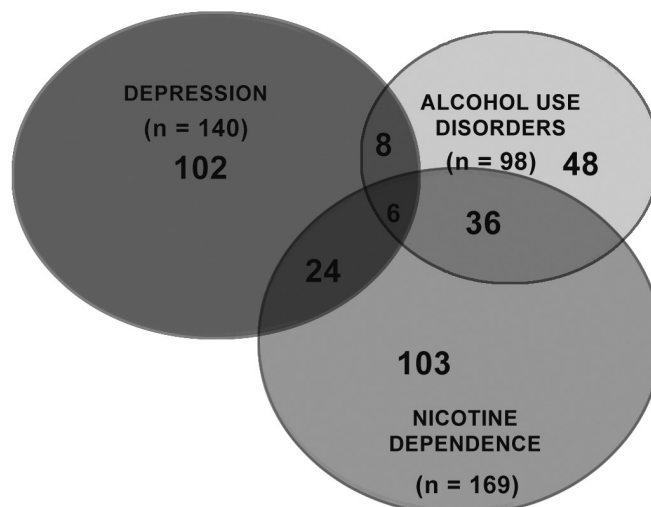 DEPRESSION
(n = 140)
102
ALCOHOL USE
DISORDERS
(n = 98)
48
8
6
36
24
103
NICOTINE
DEPENDENCE
(n = 169)